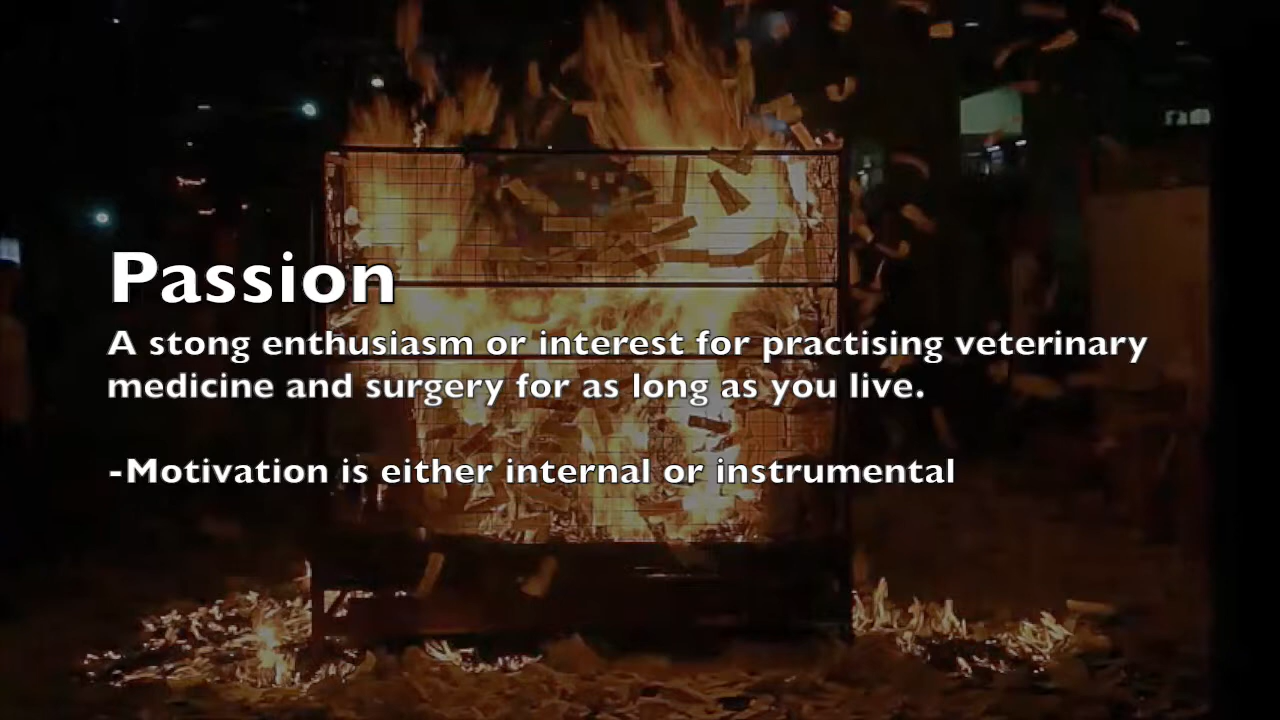 Passion
A stong enthusiasm or interest for practising veterinary
medicine and surgery for as long as you live.
-Motivation is either internal or instrumental